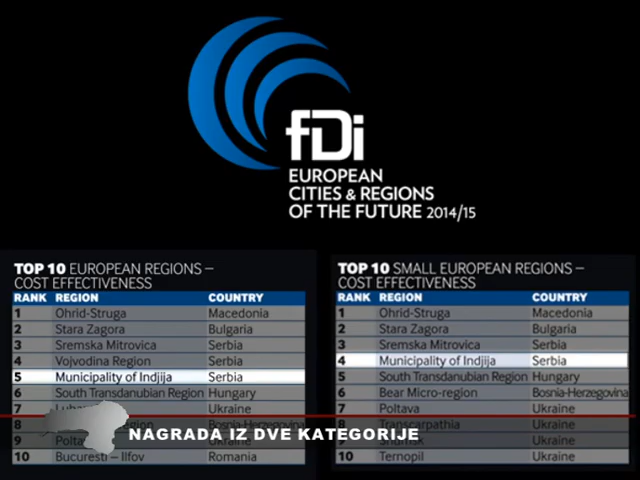 fDi
EUROPEAN
CITIES & REGIONS
OF THE FUTURE 2014/15
TOP 10 EUROPEAN REGIONS –
COST EFFECTIVENESS
RANK REGION COUNTRY
1 Ohrid-Struga Macedonia
2 Stara Zagora Bulgaria
3 Sremska Mitrovica Serbia
4 Vojvodina Region Serbia
5 Municipality of Indjija Serbia
6 South Transdanubian Region Hungary
7 Ukraine
8 Region Bosnia-Herzegovina
9 Ukraine
10 Bucuresti – Ilfov Romania
TOP 10 SMALL EUROPEAN REGIONS –
COST EFFECTIVENESS
RANK REGION COUNTRY
1 Ohrid-Struga Macedonia
2 Stara Zagora Bulgaria
3 Sremska Mitrovica Serbia
4 Municipality of Indjija Serbia
5 South Transdanubian Region Hungary
6 Bear Micro-region Bosnia-Herzegovina
7 Poltava Ukraine
8 Transcarpathia Ukraine
9 Ukraine
10 Ternopil Ukraine
NAGRADA IZ DVE KATEGORIJE